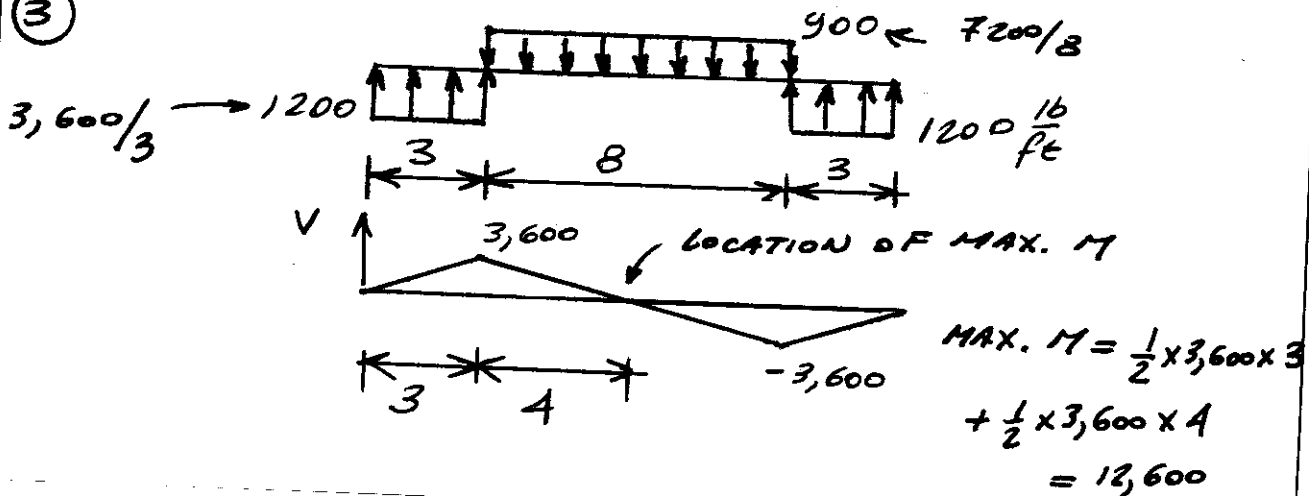 3
900 ← 7200/8
3,600/3 → 1200
1200 lb/ft
3 8 3
V
3,600
LOCATION OF MAX. M
-3,600
3 4
MAX. M = 1/2 x 3,600 x 3
+ 1/2 x 3,600 x 4
= 12,600